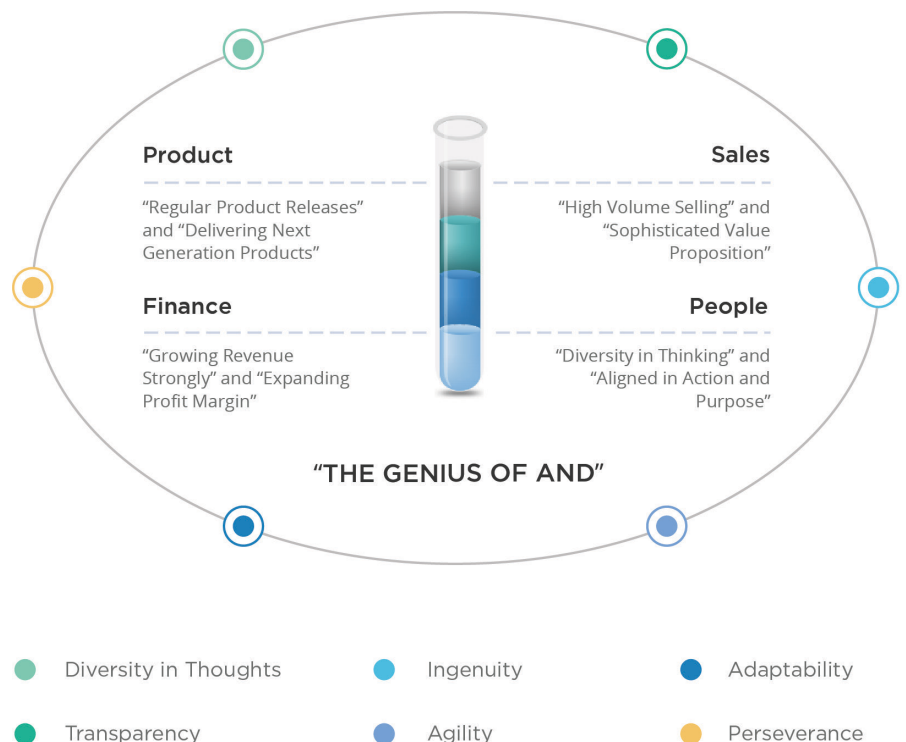 Product
“Regular Product Releases”
and “Delivering Next
Generation Products”
Sales
“High Volume Selling” and
“Sophisticated Value
Proposition”
Finance
“Growing Revenue
Strongly” and “Expanding
Profit Margin”
People
“Diversity in Thinking” and
“Aligned in Action and
Purpose”
“THE GENIUS OF AND”
Diversity in Thoughts
Ingenuity
Adaptability
Transparency
Agility
Perseverance